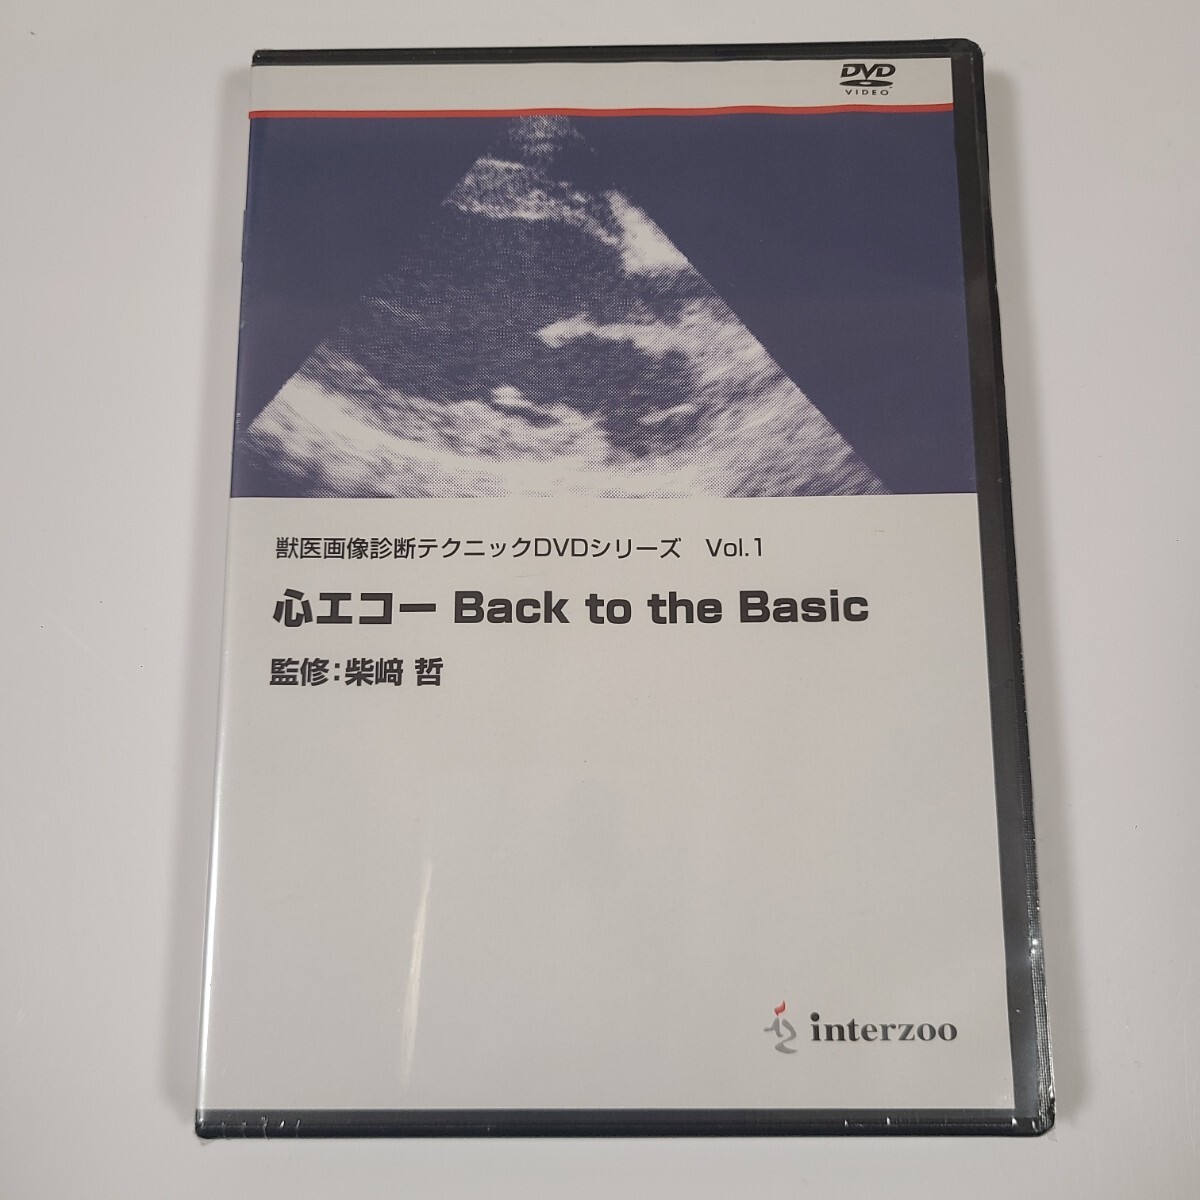 DVD
VIDEO
獣医画像診断テクニックDVDシリーズ　Vol.1
心エコー Back to the Basic
監修：柴﨑 哲
interzoo